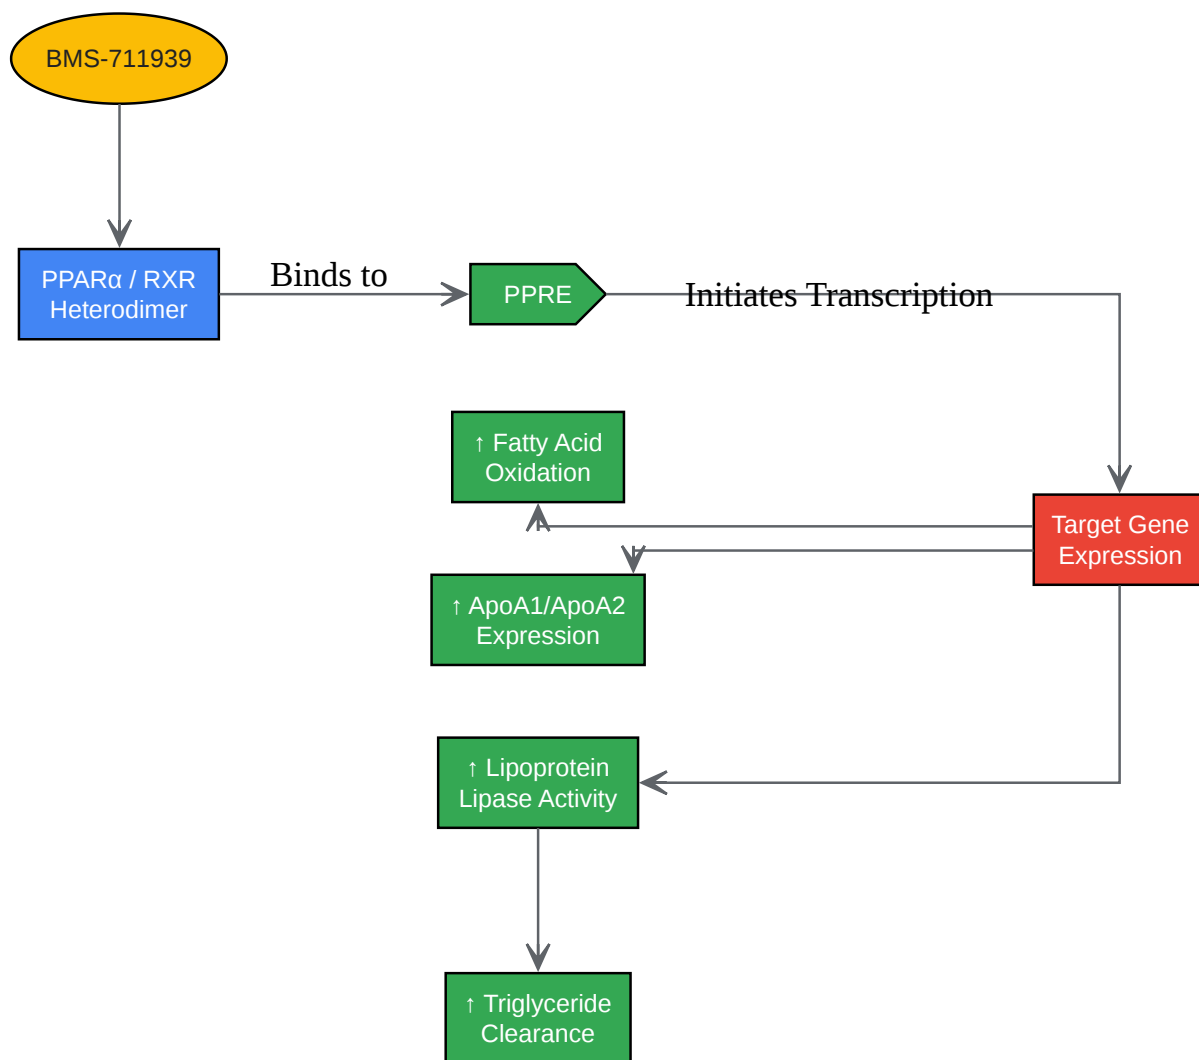 BMS-711939
PPARα / RXR
Heterodimer
Binds to
PPRE
Initiates Transcription
↑ Fatty Acid
Oxidation
Target Gene
Expression
↑ ApoA1/ApoA2
Expression
↑ Lipoprotein
Lipase Activity
↑ Triglyceride
Clearance